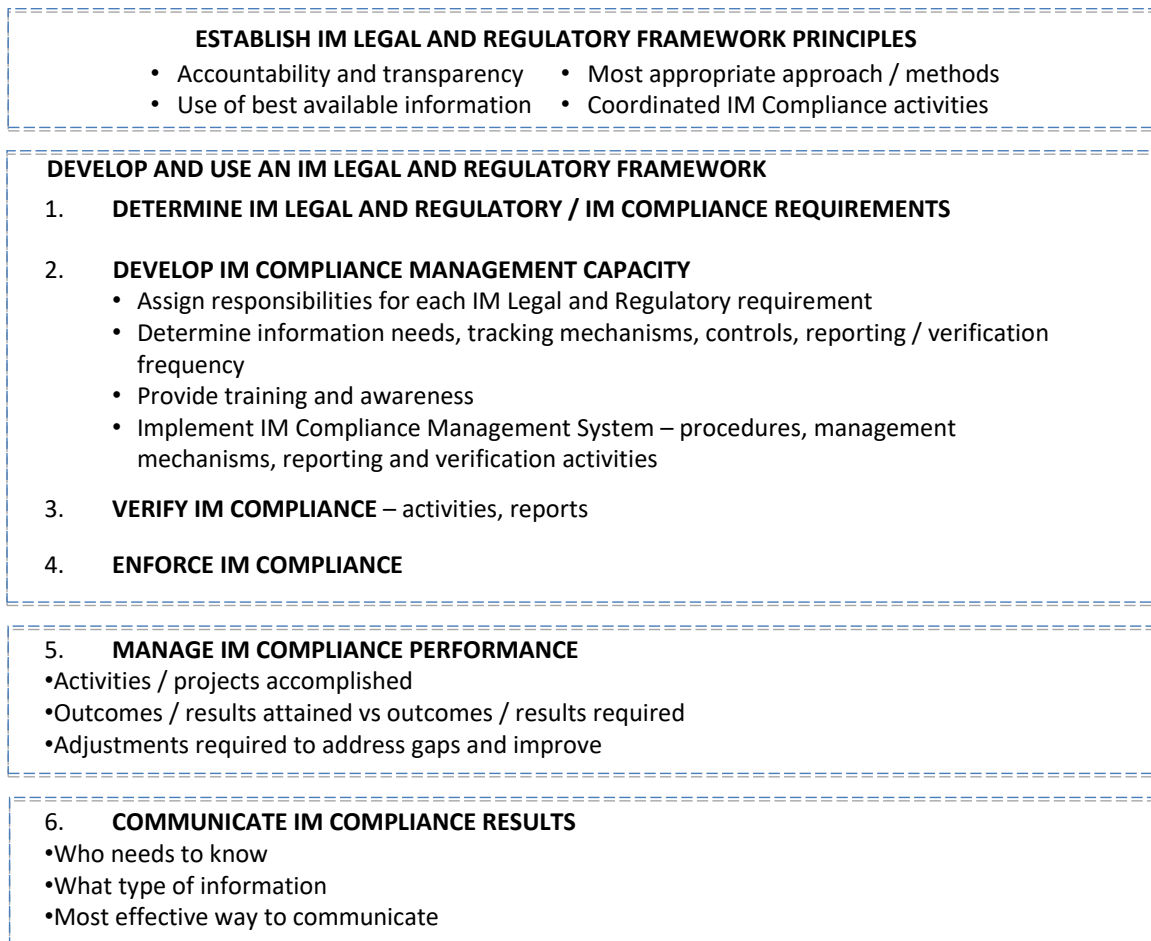 ESTABLISH IM LEGAL AND REGULATORY FRAMEWORK PRINCIPLES
• Accountability and transparency • Most appropriate approach / methods
• Use of best available information • Coordinated IM Compliance activities
DEVELOP AND USE AN IM LEGAL AND REGULATORY FRAMEWORK
1. DETERMINE IM LEGAL AND REGULATORY / IM COMPLIANCE REQUIREMENTS
2. DEVELOP IM COMPLIANCE MANAGEMENT CAPACITY
• Assign responsibilities for each IM Legal and Regulatory requirement
• Determine information needs, tracking mechanisms, controls, reporting / verification
frequency
• Provide training and awareness
• Implement IM Compliance Management System – procedures, management
mechanisms, reporting and verification activities
3. VERIFY IM COMPLIANCE – activities, reports
4. ENFORCE IM COMPLIANCE
5. MANAGE IM COMPLIANCE PERFORMANCE
•Activities / projects accomplished
•Outcomes / results attained vs outcomes / results required
•Adjustments required to address gaps and improve
6. COMMUNICATE IM COMPLIANCE RESULTS
•Who needs to know
•What type of information
•Most effective way to communicate